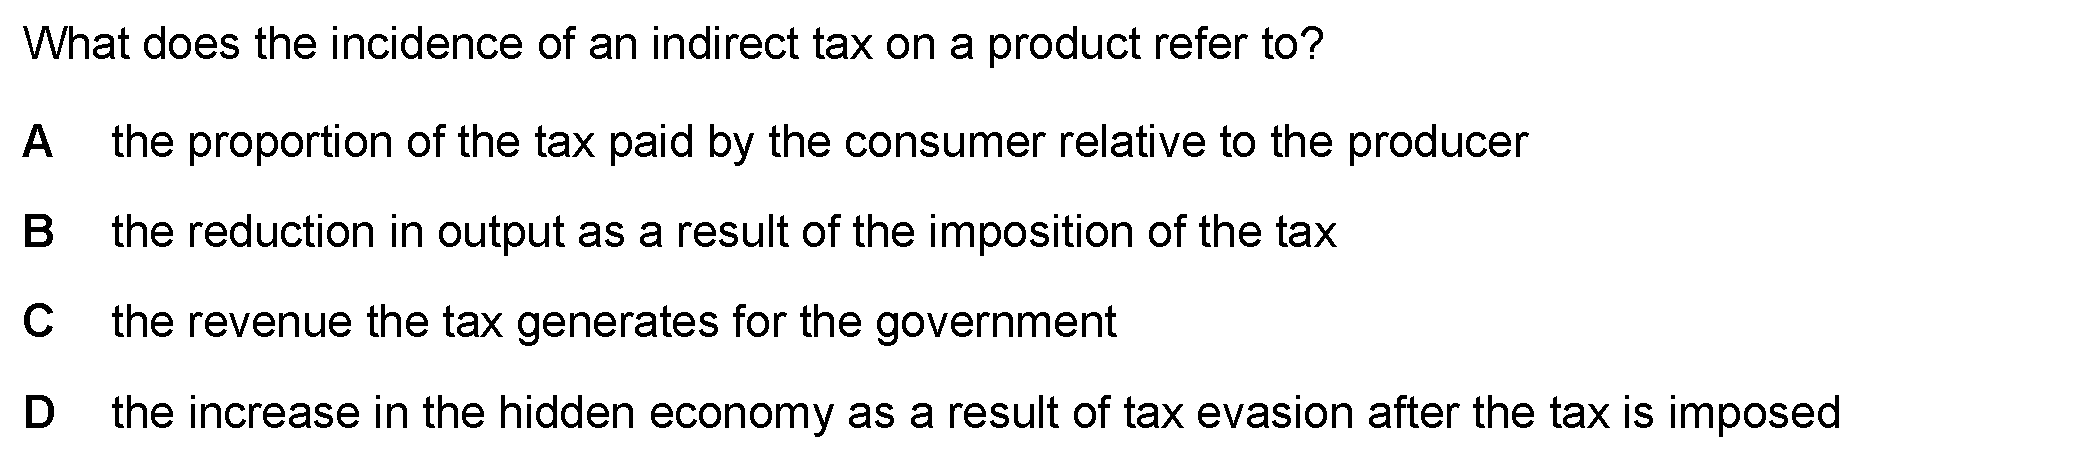 What does the incidence of an indirect tax on a product refer to?
A the proportion of the tax paid by the consumer relative to the producer
B the reduction in output as a result of the imposition of the tax
C the revenue the tax generates for the government
D the increase in the hidden economy as a result of tax evasion after the tax is imposed